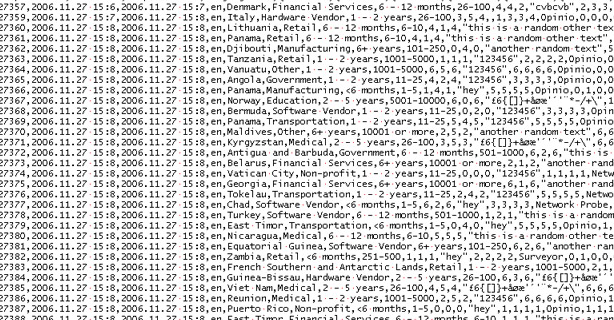 27357,2006.11.27 15:6,2006.11.27 15:7,en,Denmark,Financial Services,6 - 12 months,26-100,4,4,2,"cvbcvb",2,3,3,
27359,2006.11.27 15:8,2006.11.27 15:8,en,Italy,Hardware Vendor,1 - 2 years,26-100,3,5,4,,1,3,3,4,Opinio,0,0,0,
27360,2006.11.27 15:8,2006.11.27 15:8,en,Lithuania,Retail,6+ years,6-10,4,1,4,"this is a random other tex
27361,2006.11.27 15:8,2006.11.27 15:8,en,Panama,Retail,6 - 12 months,6-10,4,1,4,"another random text",
27362,2006.11.27 15:8,2006.11.27 15:8,en,Djibouti,Manufacturing,6+ years,101-250,0,4,0,"another random text",5
27363,2006.11.27 15:8,2006.11.27 15:8,en,Tanzania,Retail,1 - 2 years,1001-5000,1,1,1,"123456",2,2,2,2,Opinio,0
27364,2006.11.27 15:8,2006.11.27 15:8,en,Vanuatu,Other,1 - 2 years,1001-5000,6,5,6,"123456",6,6,6,6,Opinio,0,
27365,2006.11.27 15:8,2006.11.27 15:8,en,Angola,Government,1 - 2 years,11-25,4,2,4,"123456",3,3,3,3,Opinio,0,0,
27366,2006.11.27 15:8,2006.11.27 15:8,en,Panama,Manufacturing,<6 months,1-5,1,4,1,"hey",5,5,5,5,Opinio,0,1,0,
27367,2006.11.27 15:8,2006.11.27 15:8,en,Norway,Education,2 - 5 years,5001-10000,6,0,6,"£6{[]}+åøæ¨´`¨*-/+\",
27368,2006.11.27 15:8,2006.11.27 15:8,en,Bermuda,Software Vendor,1 - 2 years,11-25,0,2,0,"123456",3,3,3,3,Opin
27369,2006.11.27 15:8,2006.11.27 15:8,en,Panama,Transportation,1 - 2 years,11-25,5,4,5,"123456",5,5,5,5,Opini
27370,2006.11.27 15:8,2006.11.27 15:8,en,Maldives,Other,6+ years,10001 or more,2,5,2,"another random text",6,6
27371,2006.11.27 15:8,2006.11.27 15:8,en,Kyrgyzstan,Medical,2 - 5 years,26-100,3,5,3,"£6{[]}+åøæ¨´`¨*-/+\",6
27372,2006.11.27 15:8,2006.11.27 15:8,en,Antigua and Barbuda,Government,6 - 12 months,501-1000,6,2,6,"this is
27373,2006.11.27 15:8,2006.11.27 15:8,en,Belarus,Financial Services,6+ years,10001 or more,2,1,2,"another rand
27374,2006.11.27 15:8,2006.11.27 15:8,en,Vatican City,Non-profit,1 - 2 years,11-25,0,0,0,"123456",1,1,1,1,Netwo
27375,2006.11.27 15:8,2006.11.27 15:8,en,Georgia,Financial Services,6+ years,10001 or more,6,1,6,"another rand
27376,2006.11.27 15:8,2006.11.27 15:8,en,Tokelau,Transportation,1 - 2 years,11-25,2,4,2,"123456",5,5,5,5,Netwo
27377,2006.11.27 15:8,2006.11.27 15:8,en,Chad,Software Vendor,<6 months,1-5,6,2,6,"hey",3,3,3,3,Network Probe,
27378,2006.11.27 15:8,2006.11.27 15:8,en,Turkey,Software Vendor,6 - 12 months,501-1000,1,2,1,"this is a random
27379,2006.11.27 15:8,2006.11.27 15:8,en,East Timor,Transportation,<6 months,1-5,0,4,0,"hey",5,5,5,5,Opinio,0,
27380,2006.11.27 15:8,2006.11.27 15:8,en,Nicaragua,Medical,6 - 12 months,6-10,5,5,5,"this is a random other te
27381,2006.11.27 15:8,2006.11.27 15:8,en,Equatorial Guinea,Software Vendor,6+ years,101-250,6,2,6,"another ran
27382,2006.11.27 15:8,2006.11.27 15:8,en,Zambia,Retail,<6 months,251-500,1,1,1,"hey",2,2,2,2,Surveyor,0,1,0,0,
27383,2006.11.27 15:8,2006.11.27 15:8,en,French Southern and Antarctic Lands,Retail,1 - 2 years,1001-5000,2,1,
27384,2006.11.27 15:8,2006.11.27 15:8,en,Guinea-Bissau,Hardware Vendor,2 - 5 years,26-100,6,3,6,"£6{[]}+åøæ¨´`
27385,2006.11.27 15:8,2006.11.27 15:8,en,Viet Nam,Medical,2 - 5 years,26-100,4,5,4,"£6{[]}+åøæ¨´`¨*-/+\",6,6,6
27386,2006.11.27 15:8,2006.11.27 15:8,en,Reunion,Medical,1 - 2 years,1001-5000,2,5,2,"123456",6,6,6,6,Opinio,1
27387,2006.11.27 15:8,2006.11.27 15:8,en,Puerto Rico,Non-profit,<6 months,1-5,0,0,0,"hey",1,1,1,1,Opinio,1,1,